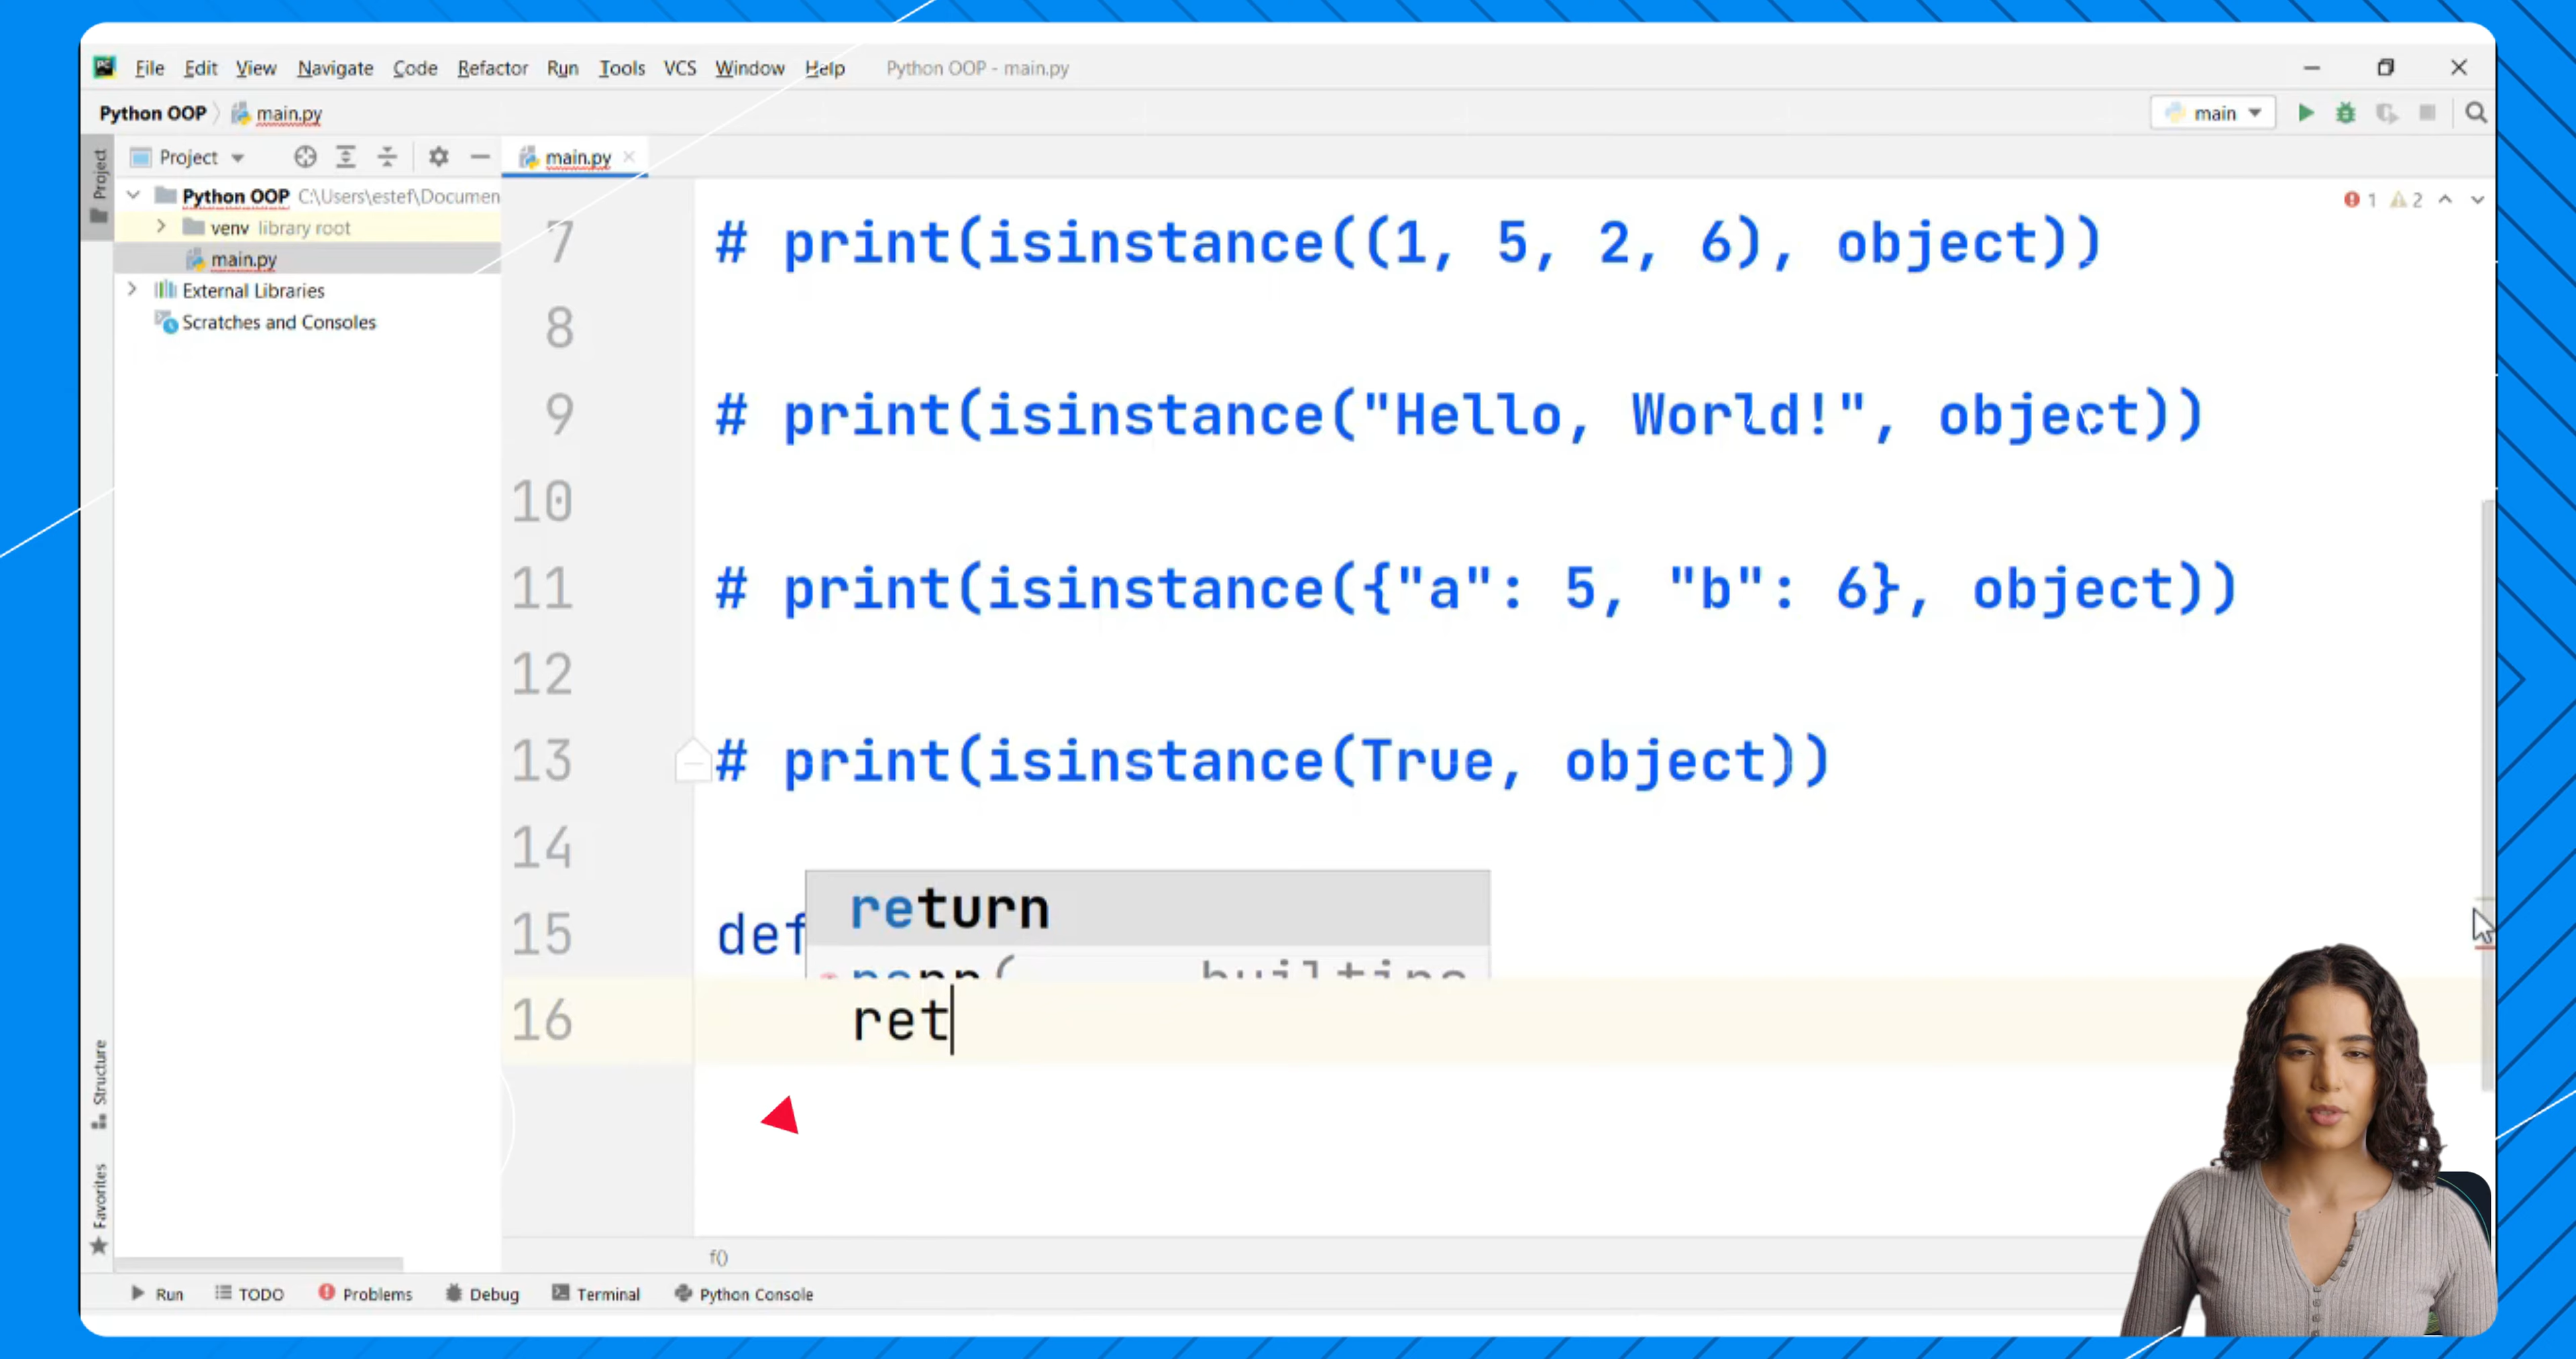 File Edit View Navigate Code Refactor Run Tools VCS Window Help Python OOP - main.py
Python OOP main.py
main
Project
Project
main.py
Python OOP C:\Users\estef\Documen
venv library root
main.py
External Libraries
Scratches and Consoles
1 2
7 # print(isinstance((1, 5, 2, 6), object))
8
9 # print(isinstance("Hello, World!", object))
10
11 # print(isinstance({"a": 5, "b": 6}, object))
12
13 # print(isinstance(True, object))
14
return
15 def
builtins
16 ret
Structure
Favorites
f()
Run TODO Problems Debug Terminal Python Console